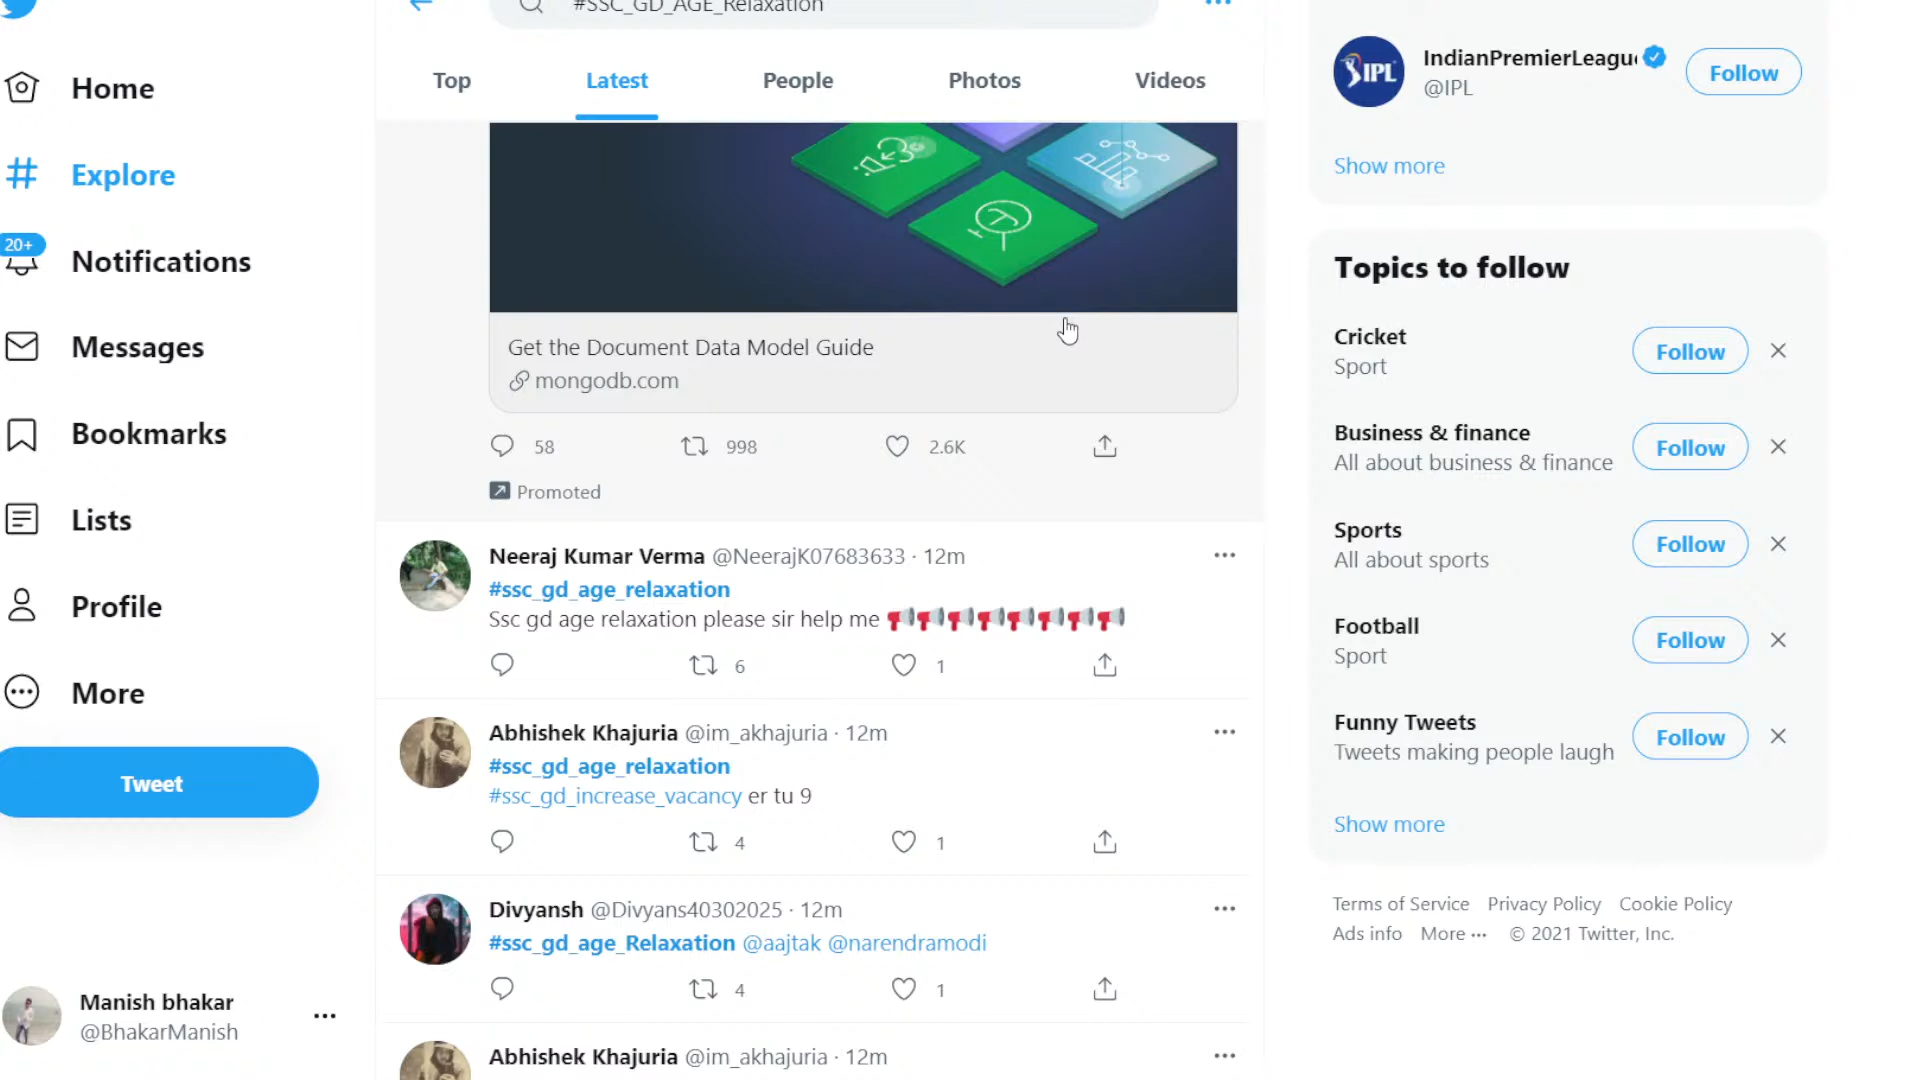 #SSC_GD_AGE_Relaxation
Top Latest People Photos Videos
Home
Explore
20+
Notifications
Messages
Bookmarks
Lists
Profile
More
Tweet
Manish bhakar
@BhakarManish
Get the Document Data Model Guide
mongodb.com
58 998 2.6K
Promoted
Neeraj Kumar Verma @NeerajK07683633 · 12m
#ssc_gd_age_relaxation
Ssc gd age relaxation please sir help me 📢📢📢📢📢📢📢📢
6 1
Abhishek Khajuria @im_akhajuria · 12m
#ssc_gd_age_relaxation
#ssc_gd_increase_vacancy er tu 9
4 1
Divyansh @Divyans40302025 · 12m
#ssc_gd_age_Relaxation @aajtak @narendramodi
4 1
Abhishek Khajuria @im_akhajuria · 12m
IPL
IndianPremierLeagu
@IPL
Follow
Show more
Topics to follow
Cricket
Sport
Follow
Business & finance
All about business & finance
Follow
Sports
All about sports
Follow
Football
Sport
Follow
Funny Tweets
Tweets making people laugh
Follow
Show more
Terms of Service Privacy Policy Cookie Policy
Ads info More ··· © 2021 Twitter, Inc.